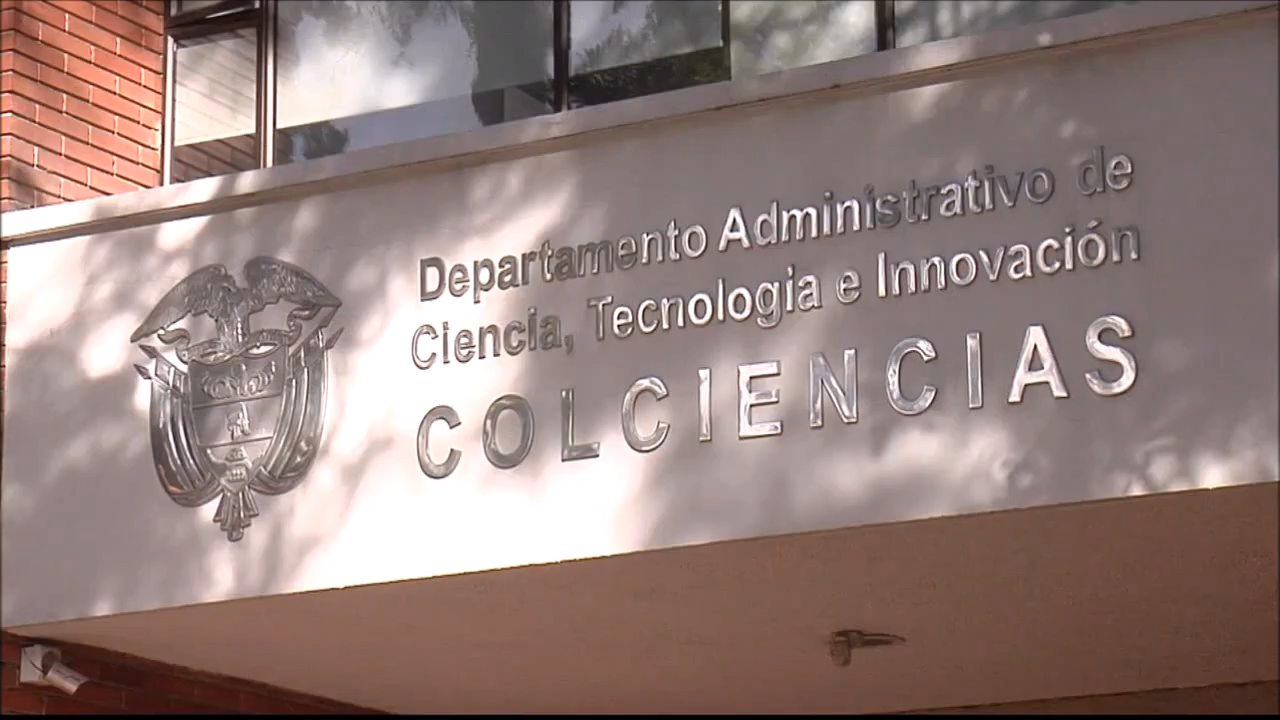 Departamento Administrativo de
Ciencia, Tecnologia e Innovación
COLCIENCIAS